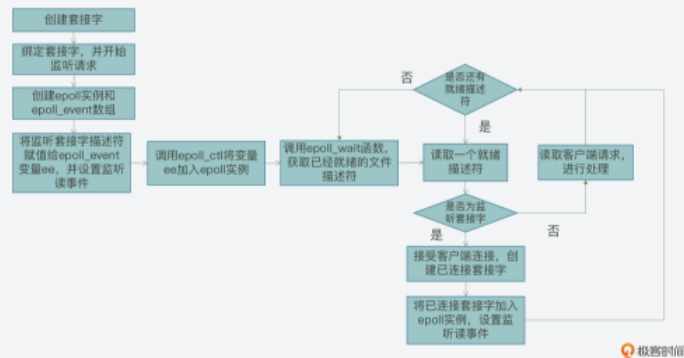 创建套接字
绑定套接字，并开始
监听请求
创建epoll实例和
epoll_event数组
将监听套接字描述符
赋值给epoll_event
变量ee，并设置监听
读事件
调用epoll_ctl将变量
ee加入epoll实例
调用epoll_wait函数，
获取已经就绪的文件
描述符
否
是否还有
就绪描述
符
是
读取一个就绪
描述符
读取客户端请求，
进行处理
是否为监
听套接字
是
否
接受客户端连接，创
建已连接套接字
将已连接套接字加入
epoll实例，设置监
听读事件
极客时间